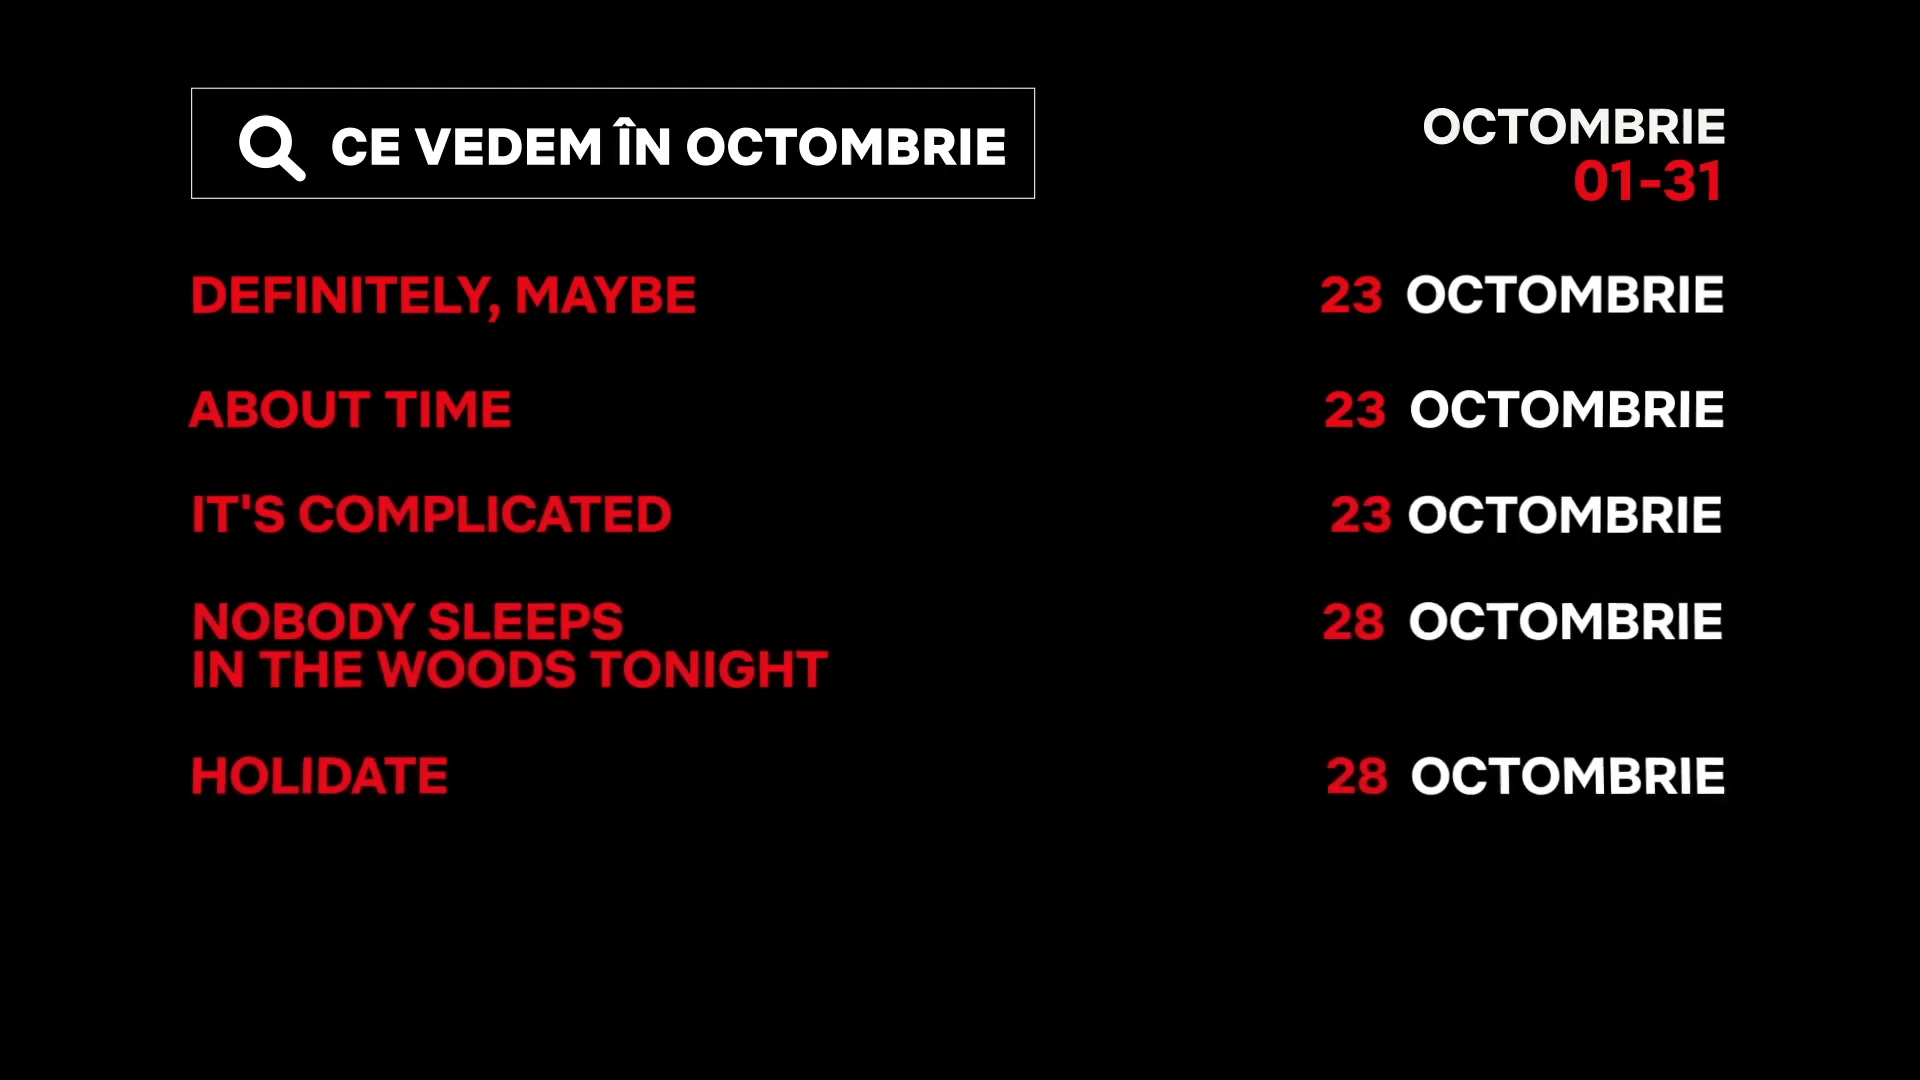 CE VEDEM ÎN OCTOMBRIE
OCTOMBRIE
01-31
DEFINITELY, MAYBE
23 OCTOMBRIE
ABOUT TIME
23 OCTOMBRIE
IT'S COMPLICATED
23 OCTOMBRIE
NOBODY SLEEPS
IN THE WOODS TONIGHT
28 OCTOMBRIE
HOLIDATE
28 OCTOMBRIE